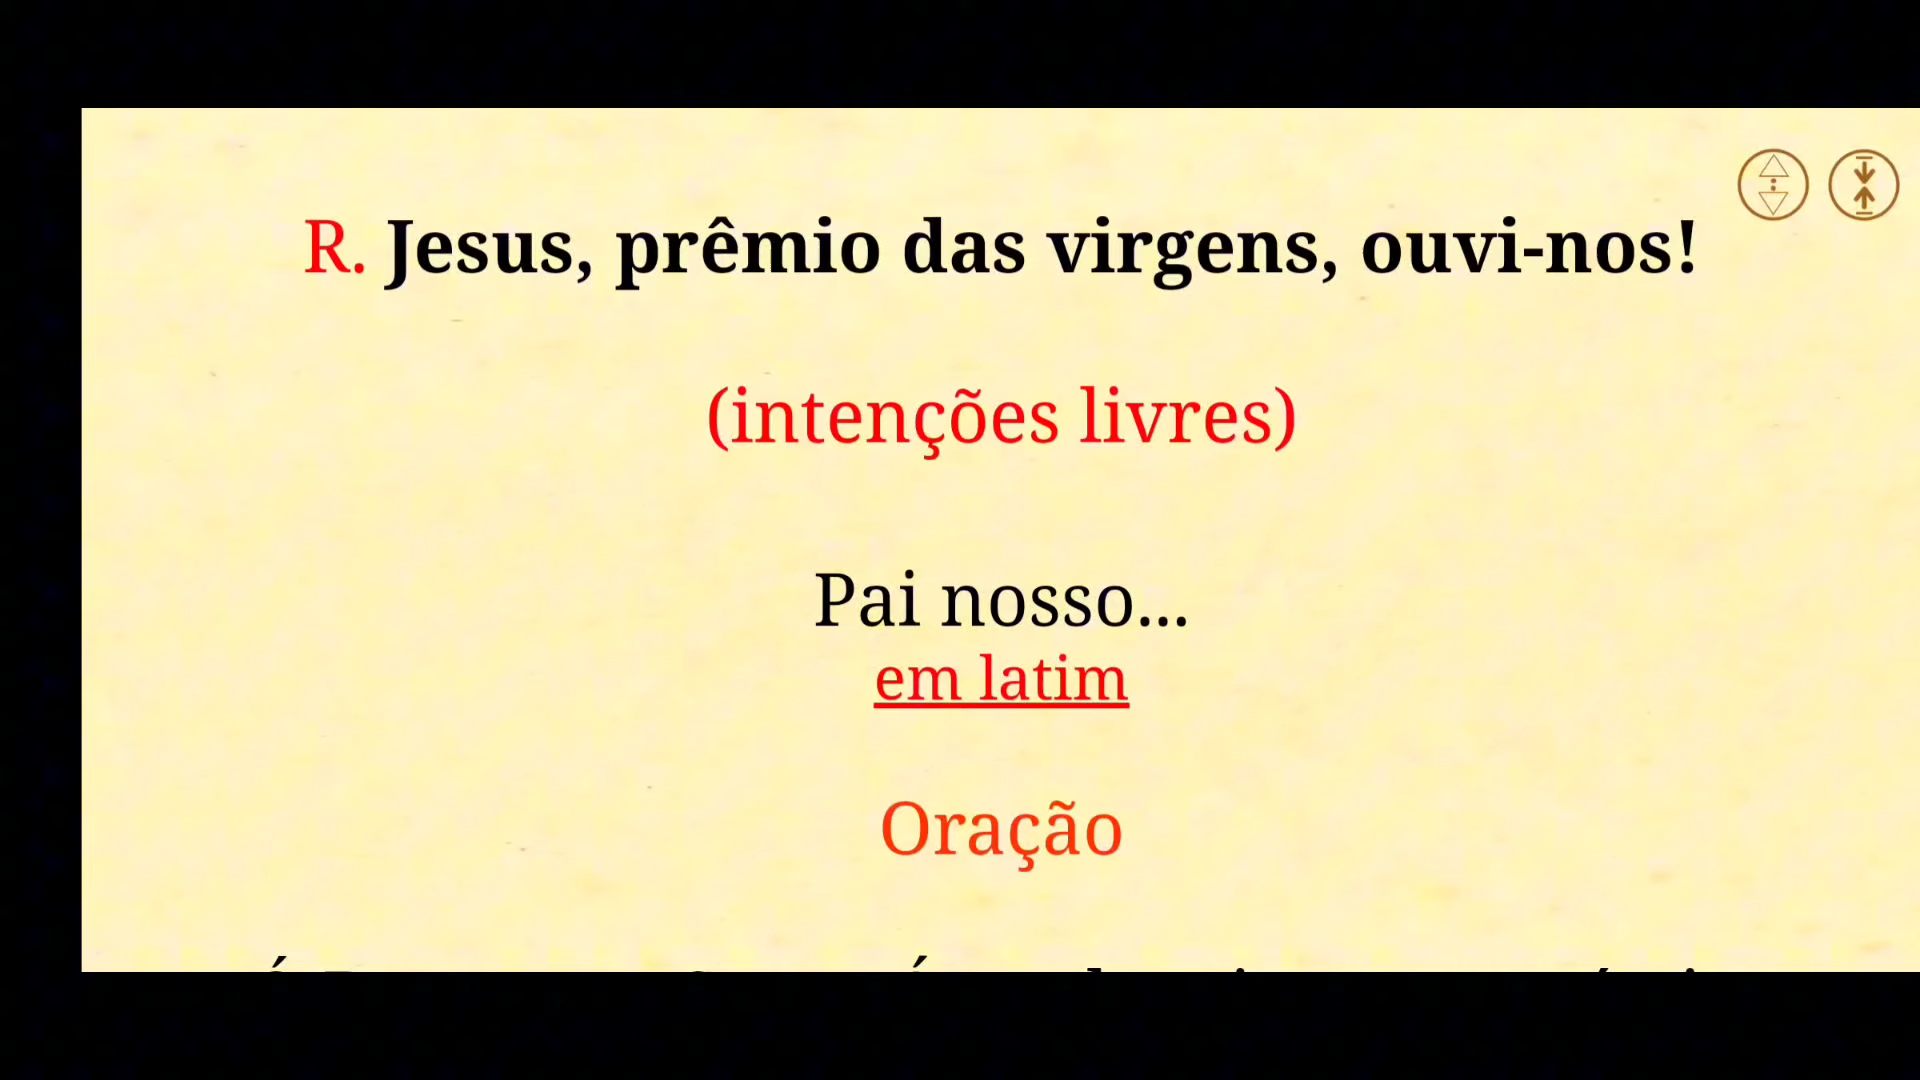 R. Jesus, prêmio das virgens, ouvi-nos!
(intenções livres)
Pai nosso...
em latim
Oração